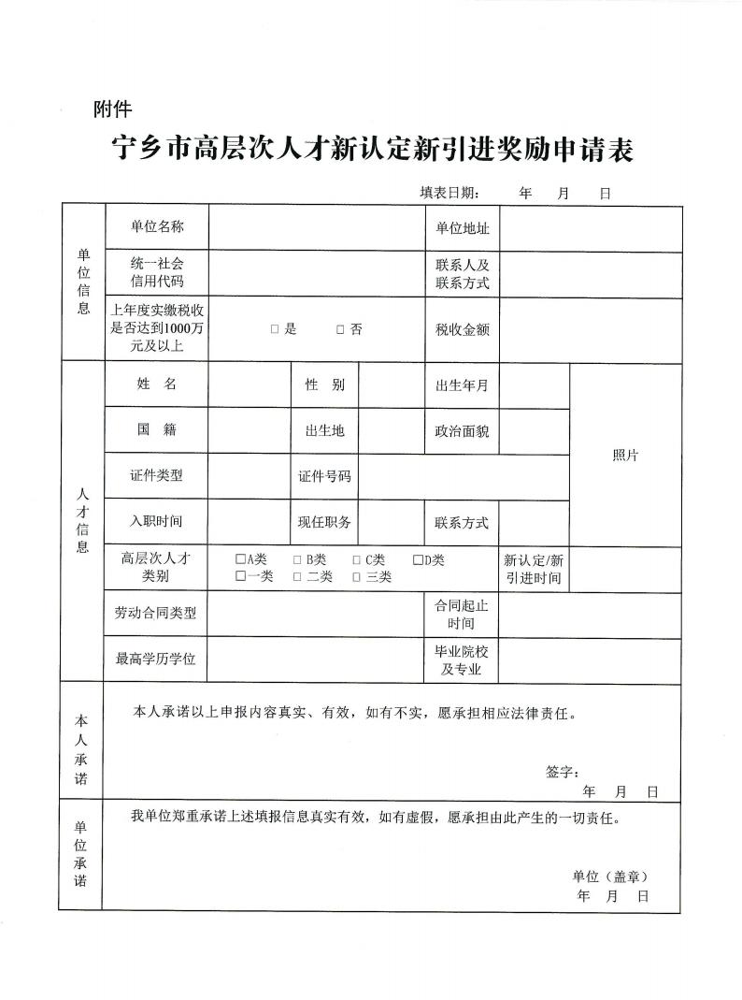 附件
宁乡市高层次人才新认定新引进奖励申请表
填表日期： 年 月 日
单位信息
单位名称
单位地址
统一社会
信用代码
联系人及
联系方式
上年度实缴税收
是否达到1000万
元及以上
□ 是 □ 否
税收金额
人才信息
姓 名
性 别
出生年月
照片
国 籍
出生地
政治面貌
证件类型
证件号码
入职时间
现任职务
联系方式
高层次人才
类别
□A类 □ B类 □ C类 □D类
□一类 □ 二类 □ 三类
新认定/新
引进时间
劳动合同类型
合同起止
时间
最高学历学位
毕业院校
及专业
本人承诺
本人承诺以上申报内容真实、有效，如有不实，愿承担相应法律责任。
签字：
年 月 日
单位承诺
我单位郑重承诺上述填报信息真实有效，如有虚假，愿承担由此产生的一切责任。
单位（盖章）
年 月 日